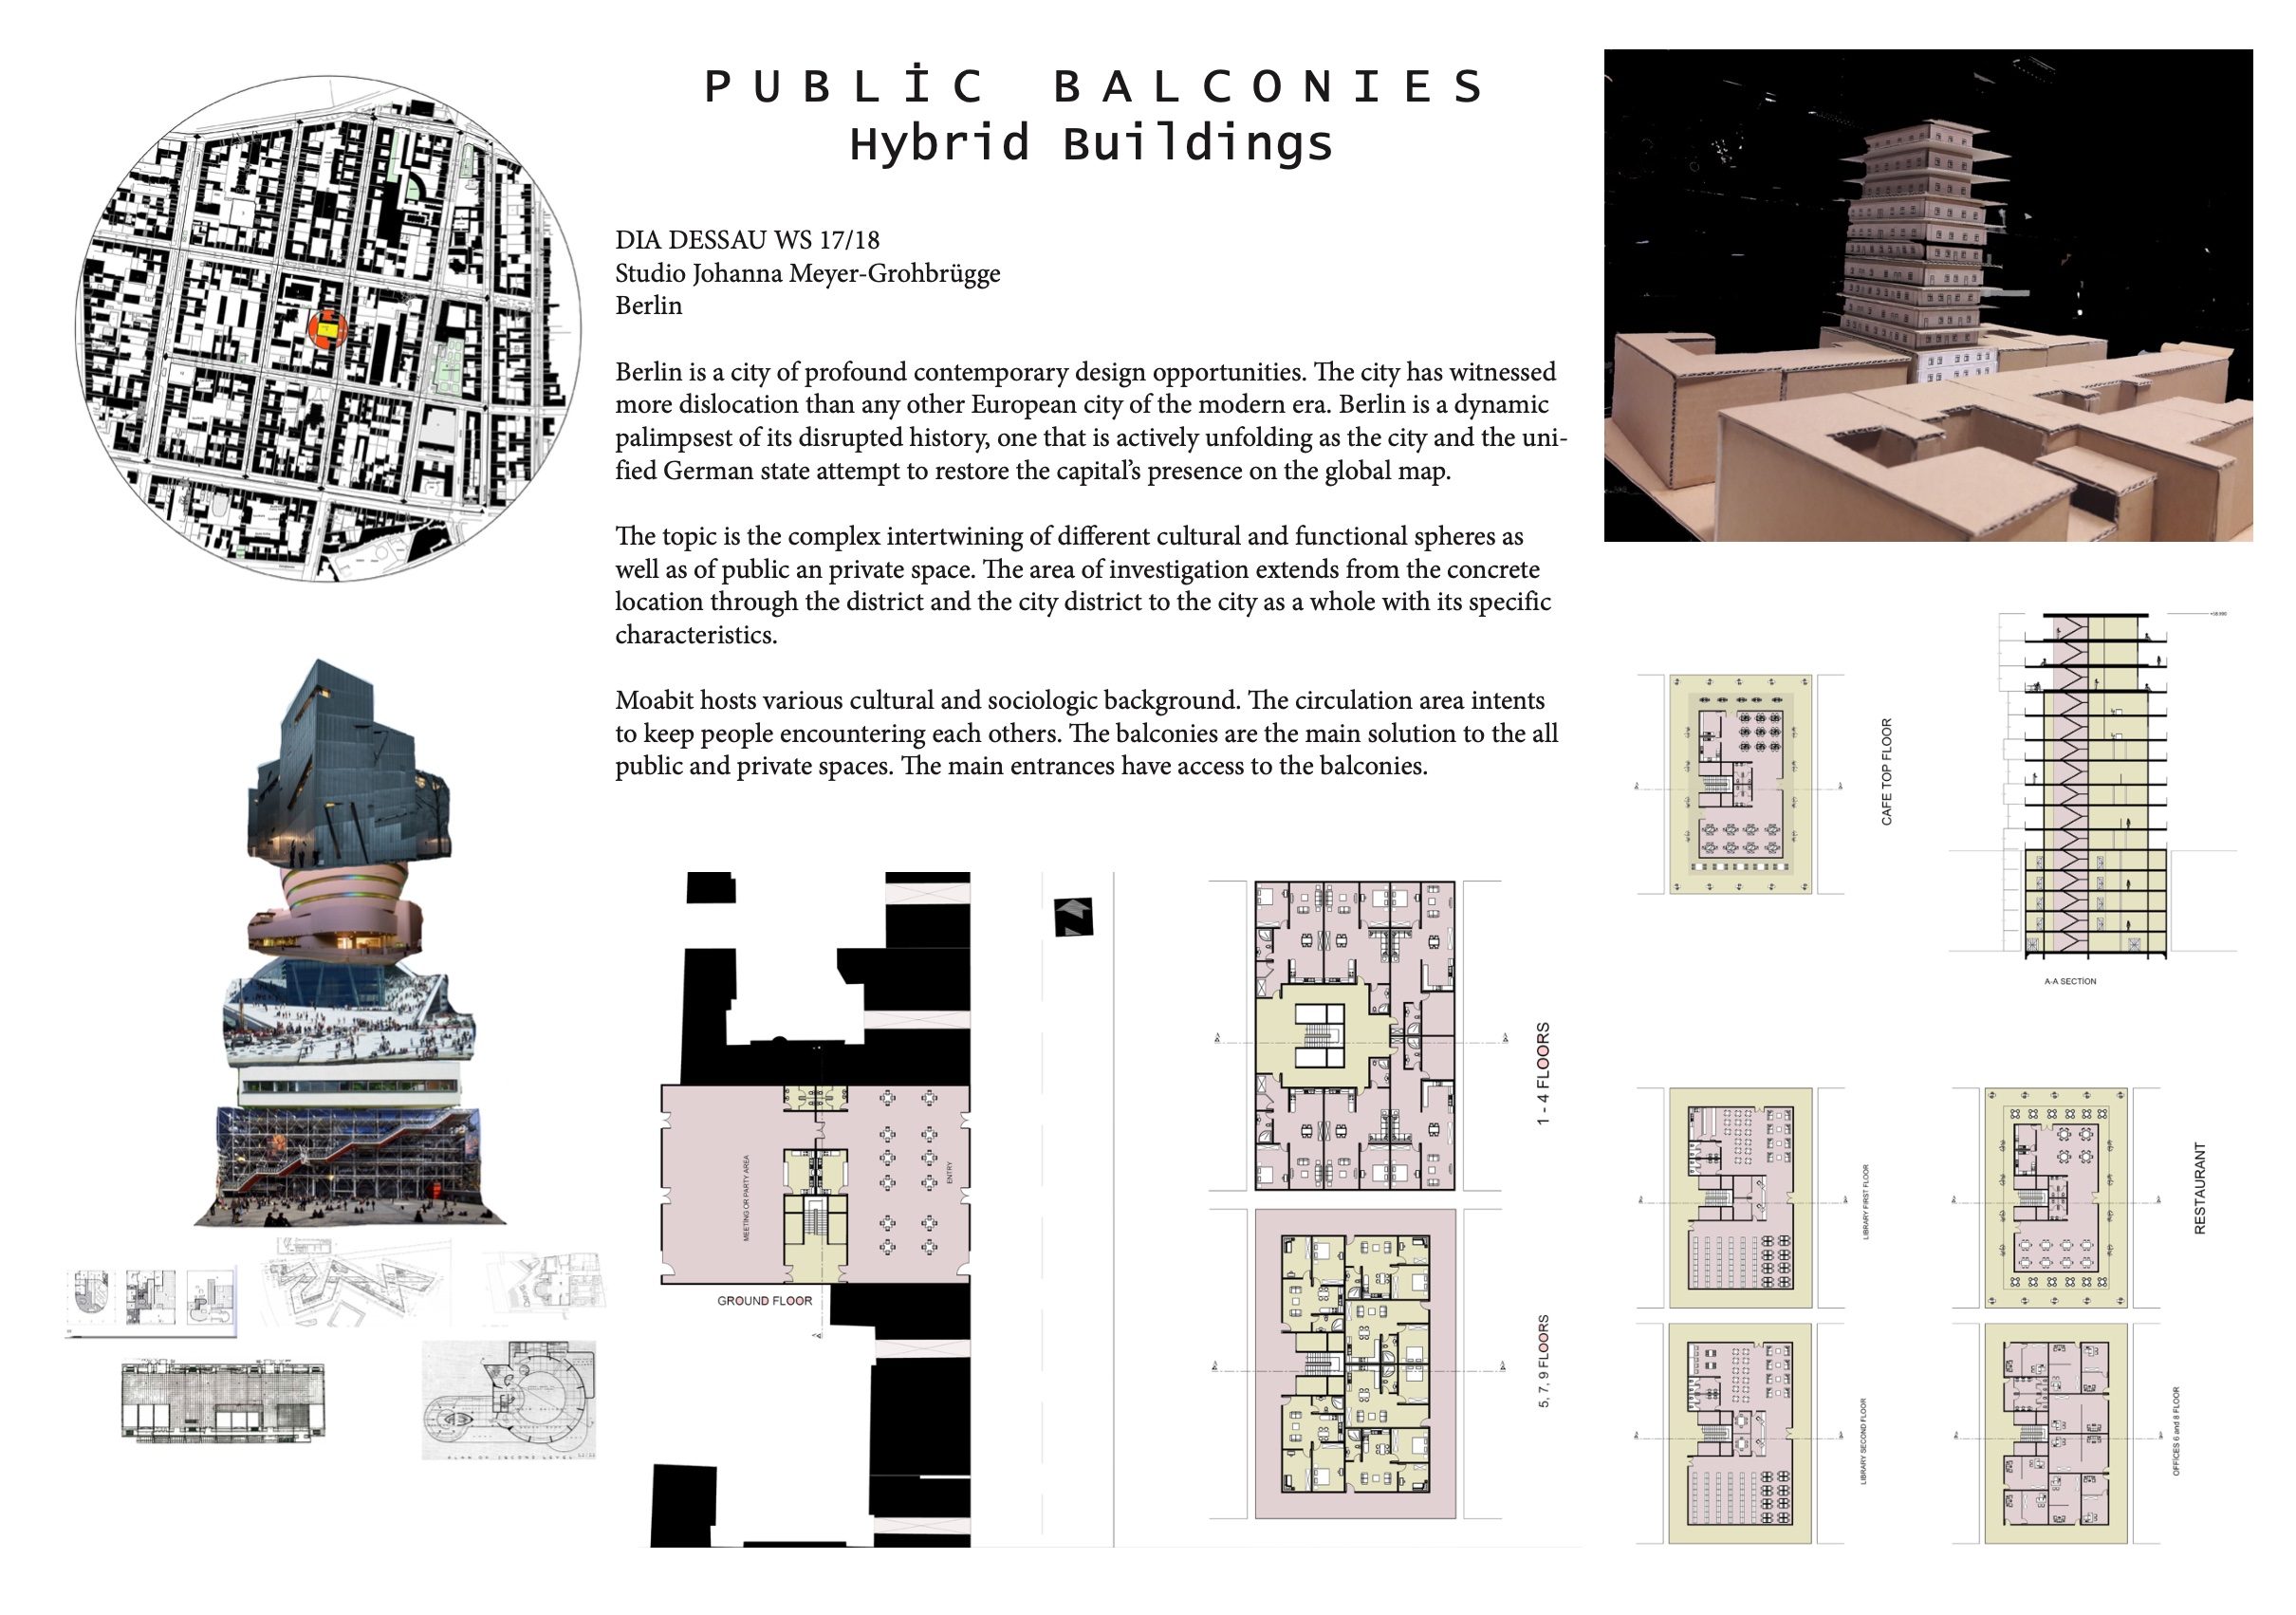 PUBLİC BALCONIES
Hybrid Buildings
DIA DESSAU WS 17/18
Studio Johanna Meyer-Grohbrügge
Berlin
Berlin is a city of profound contemporary design opportunities. The city has witnessed
more dislocation than any other European city of the modern era. Berlin is a dynamic
palimpsest of its disrupted history, one that is actively unfolding as the city and the uni-
fied German state attempt to restore the capital’s presence on the global map.
The topic is the complex intertwining of different cultural and functional spheres as
well as of public an private space. The area of investigation extends from the concrete
location through the district and the city district to the city as a whole with its specific
characteristics.
Moabit hosts various cultural and sociologic background. The circulation area intents
to keep people encountering each others. The balconies are the main solution to the all
public and private spaces. The main entrances have access to the balconies.
MEETING OR PARTY AREA
ENTRY
GROUND FLOOR
A
1 - 4 FLOORS
A
A
5, 7, 9 FLOORS
A
A
CAFE TOP FLOOR
A-A SECTION
LIBRARY FIRST FLOOR
RESTAURANT
LIBRARY SECOND FLOOR
OFFICES 6 and 8 FLOOR
PLAN OF SECOND LEVEL